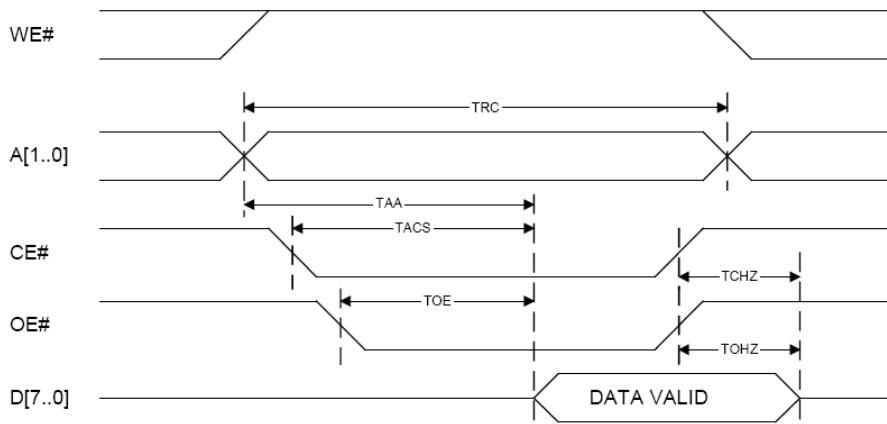 WE#
TRC
A[1..0]
TAA
TACS
CE#
TCHZ
TOE
OE#
TOHZ
D[7..0] DATA VALID